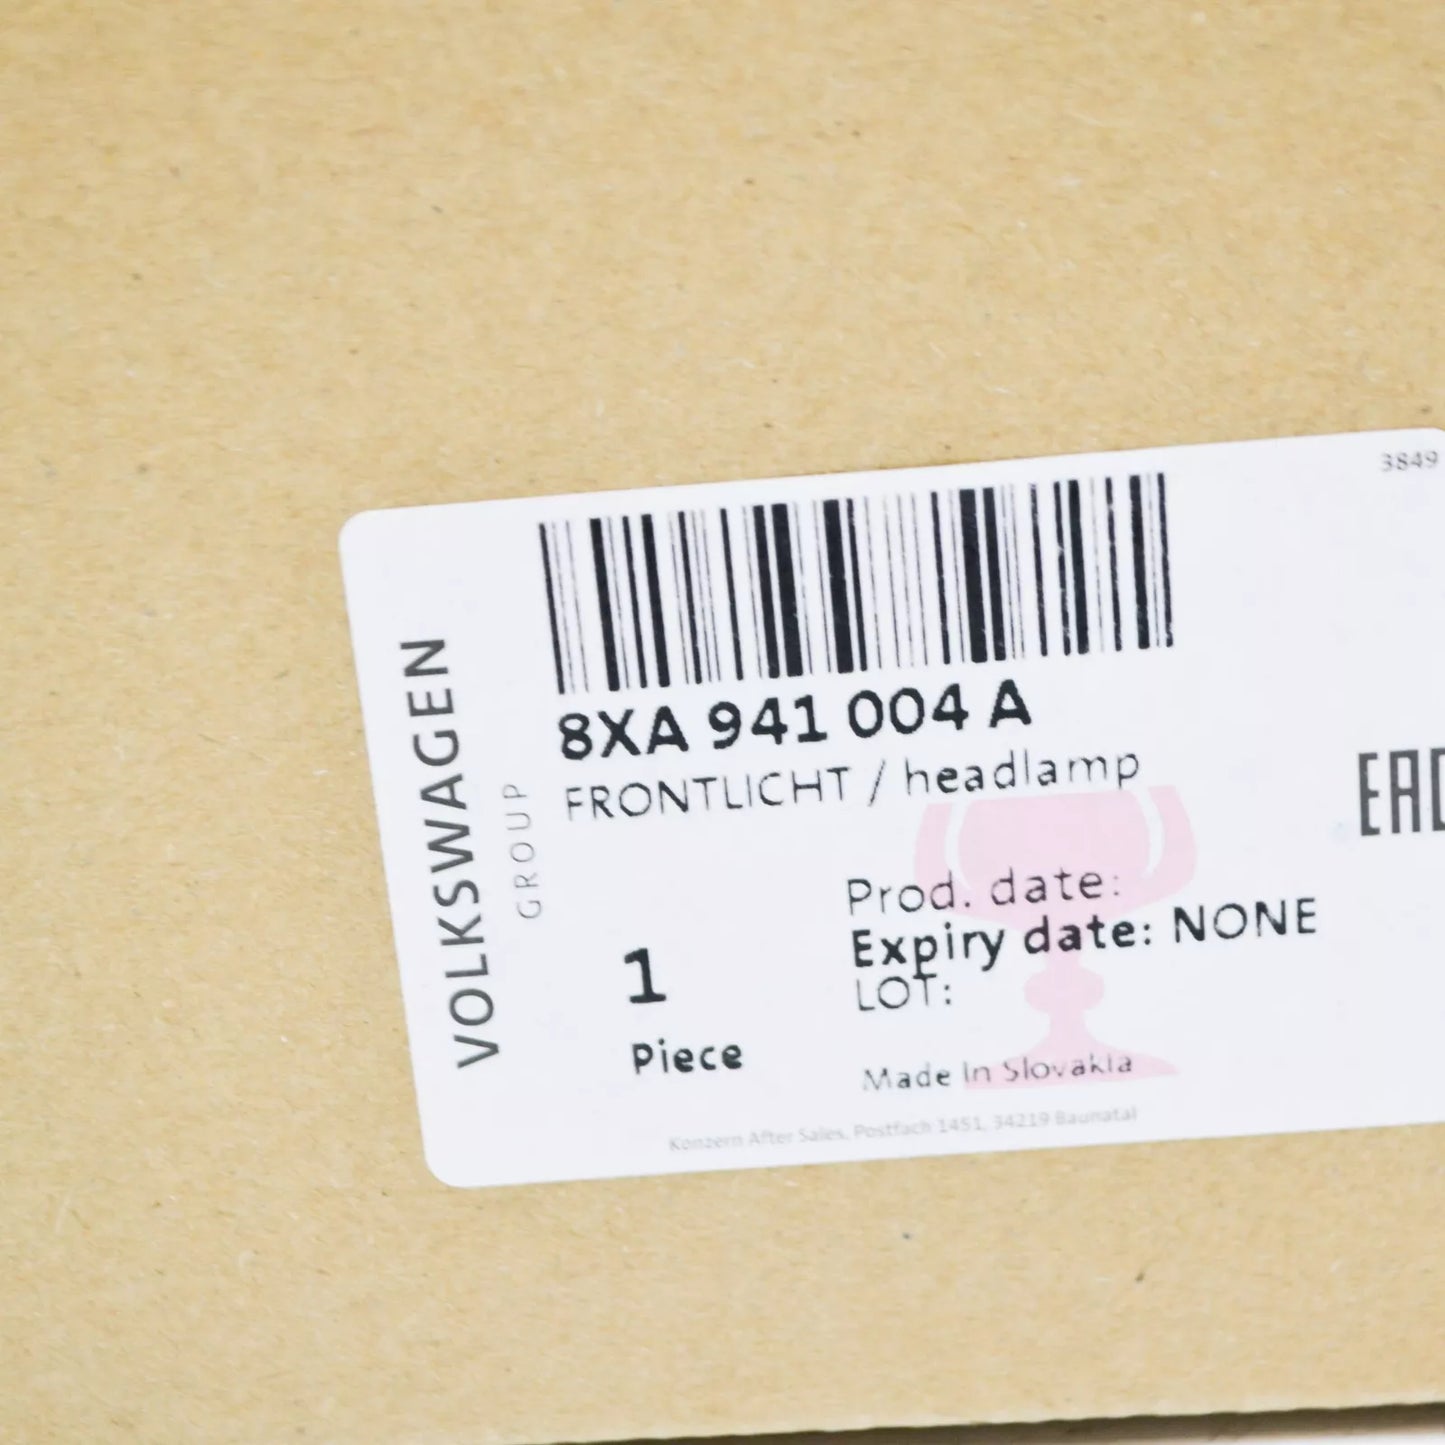 3849
VOLKSWAGEN
GROUP
8XA 941 004 A
FRONTLICHT / headlamp
EAC
Prod. date:
Expiry date: NONE
LOT:
1
Piece
Made In Slovakia
Konzern After Sales, Postfach 1451, 34219 Baunatal